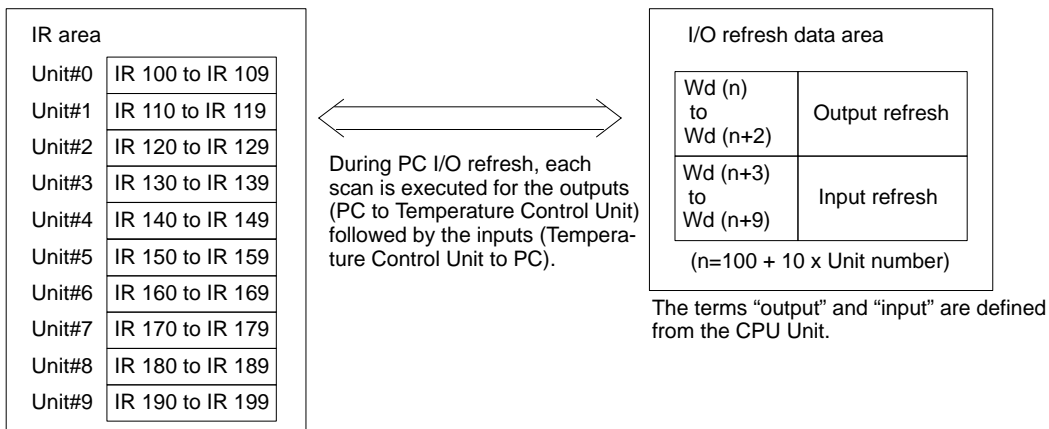 IR area
Unit#0 IR 100 to IR 109
Unit#1 IR 110 to IR 119
Unit#2 IR 120 to IR 129
Unit#3 IR 130 to IR 139
Unit#4 IR 140 to IR 149
Unit#5 IR 150 to IR 159
Unit#6 IR 160 to IR 169
Unit#7 IR 170 to IR 179
Unit#8 IR 180 to IR 189
Unit#9 IR 190 to IR 199
During PC I/O refresh, each
scan is executed for the outputs
(PC to Temperature Control Unit)
followed by the inputs (Tempera-
ture Control Unit to PC).
I/O refresh data area
Wd (n)
to
Wd (n+2)
Output refresh
Wd (n+3)
to
Wd (n+9)
Input refresh
(n=100 + 10 x Unit number)
The terms “output” and “input” are defined
from the CPU Unit.